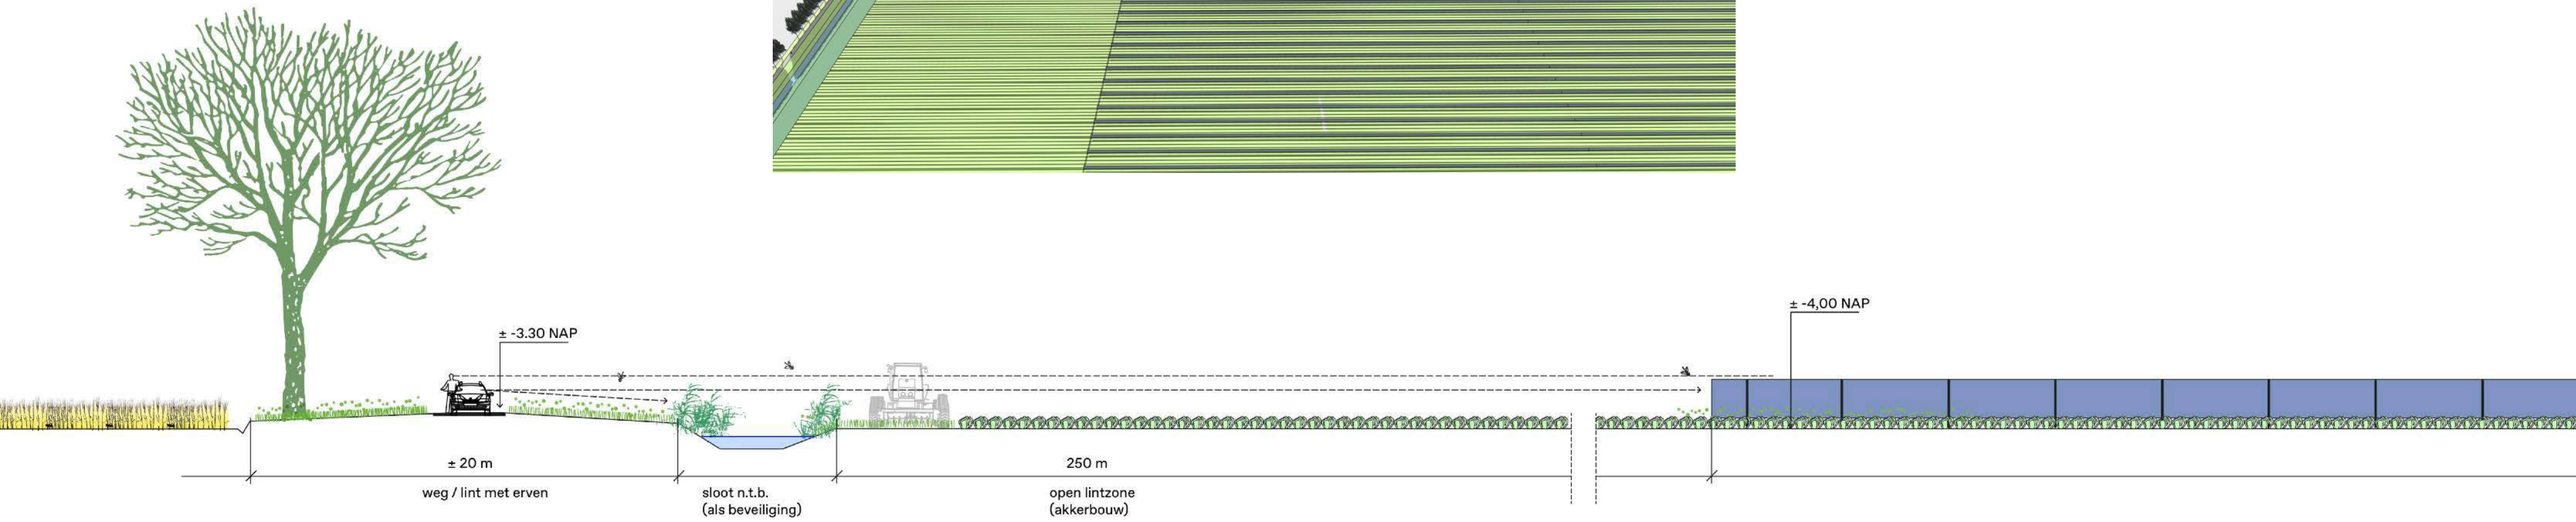 ± -4,00 NAP
± -3.30 NAP
± 20 m
250 m
weg / lint met erven
sloot n.t.b.
(als beveiliging)
open lintzone
(akkerbouw)